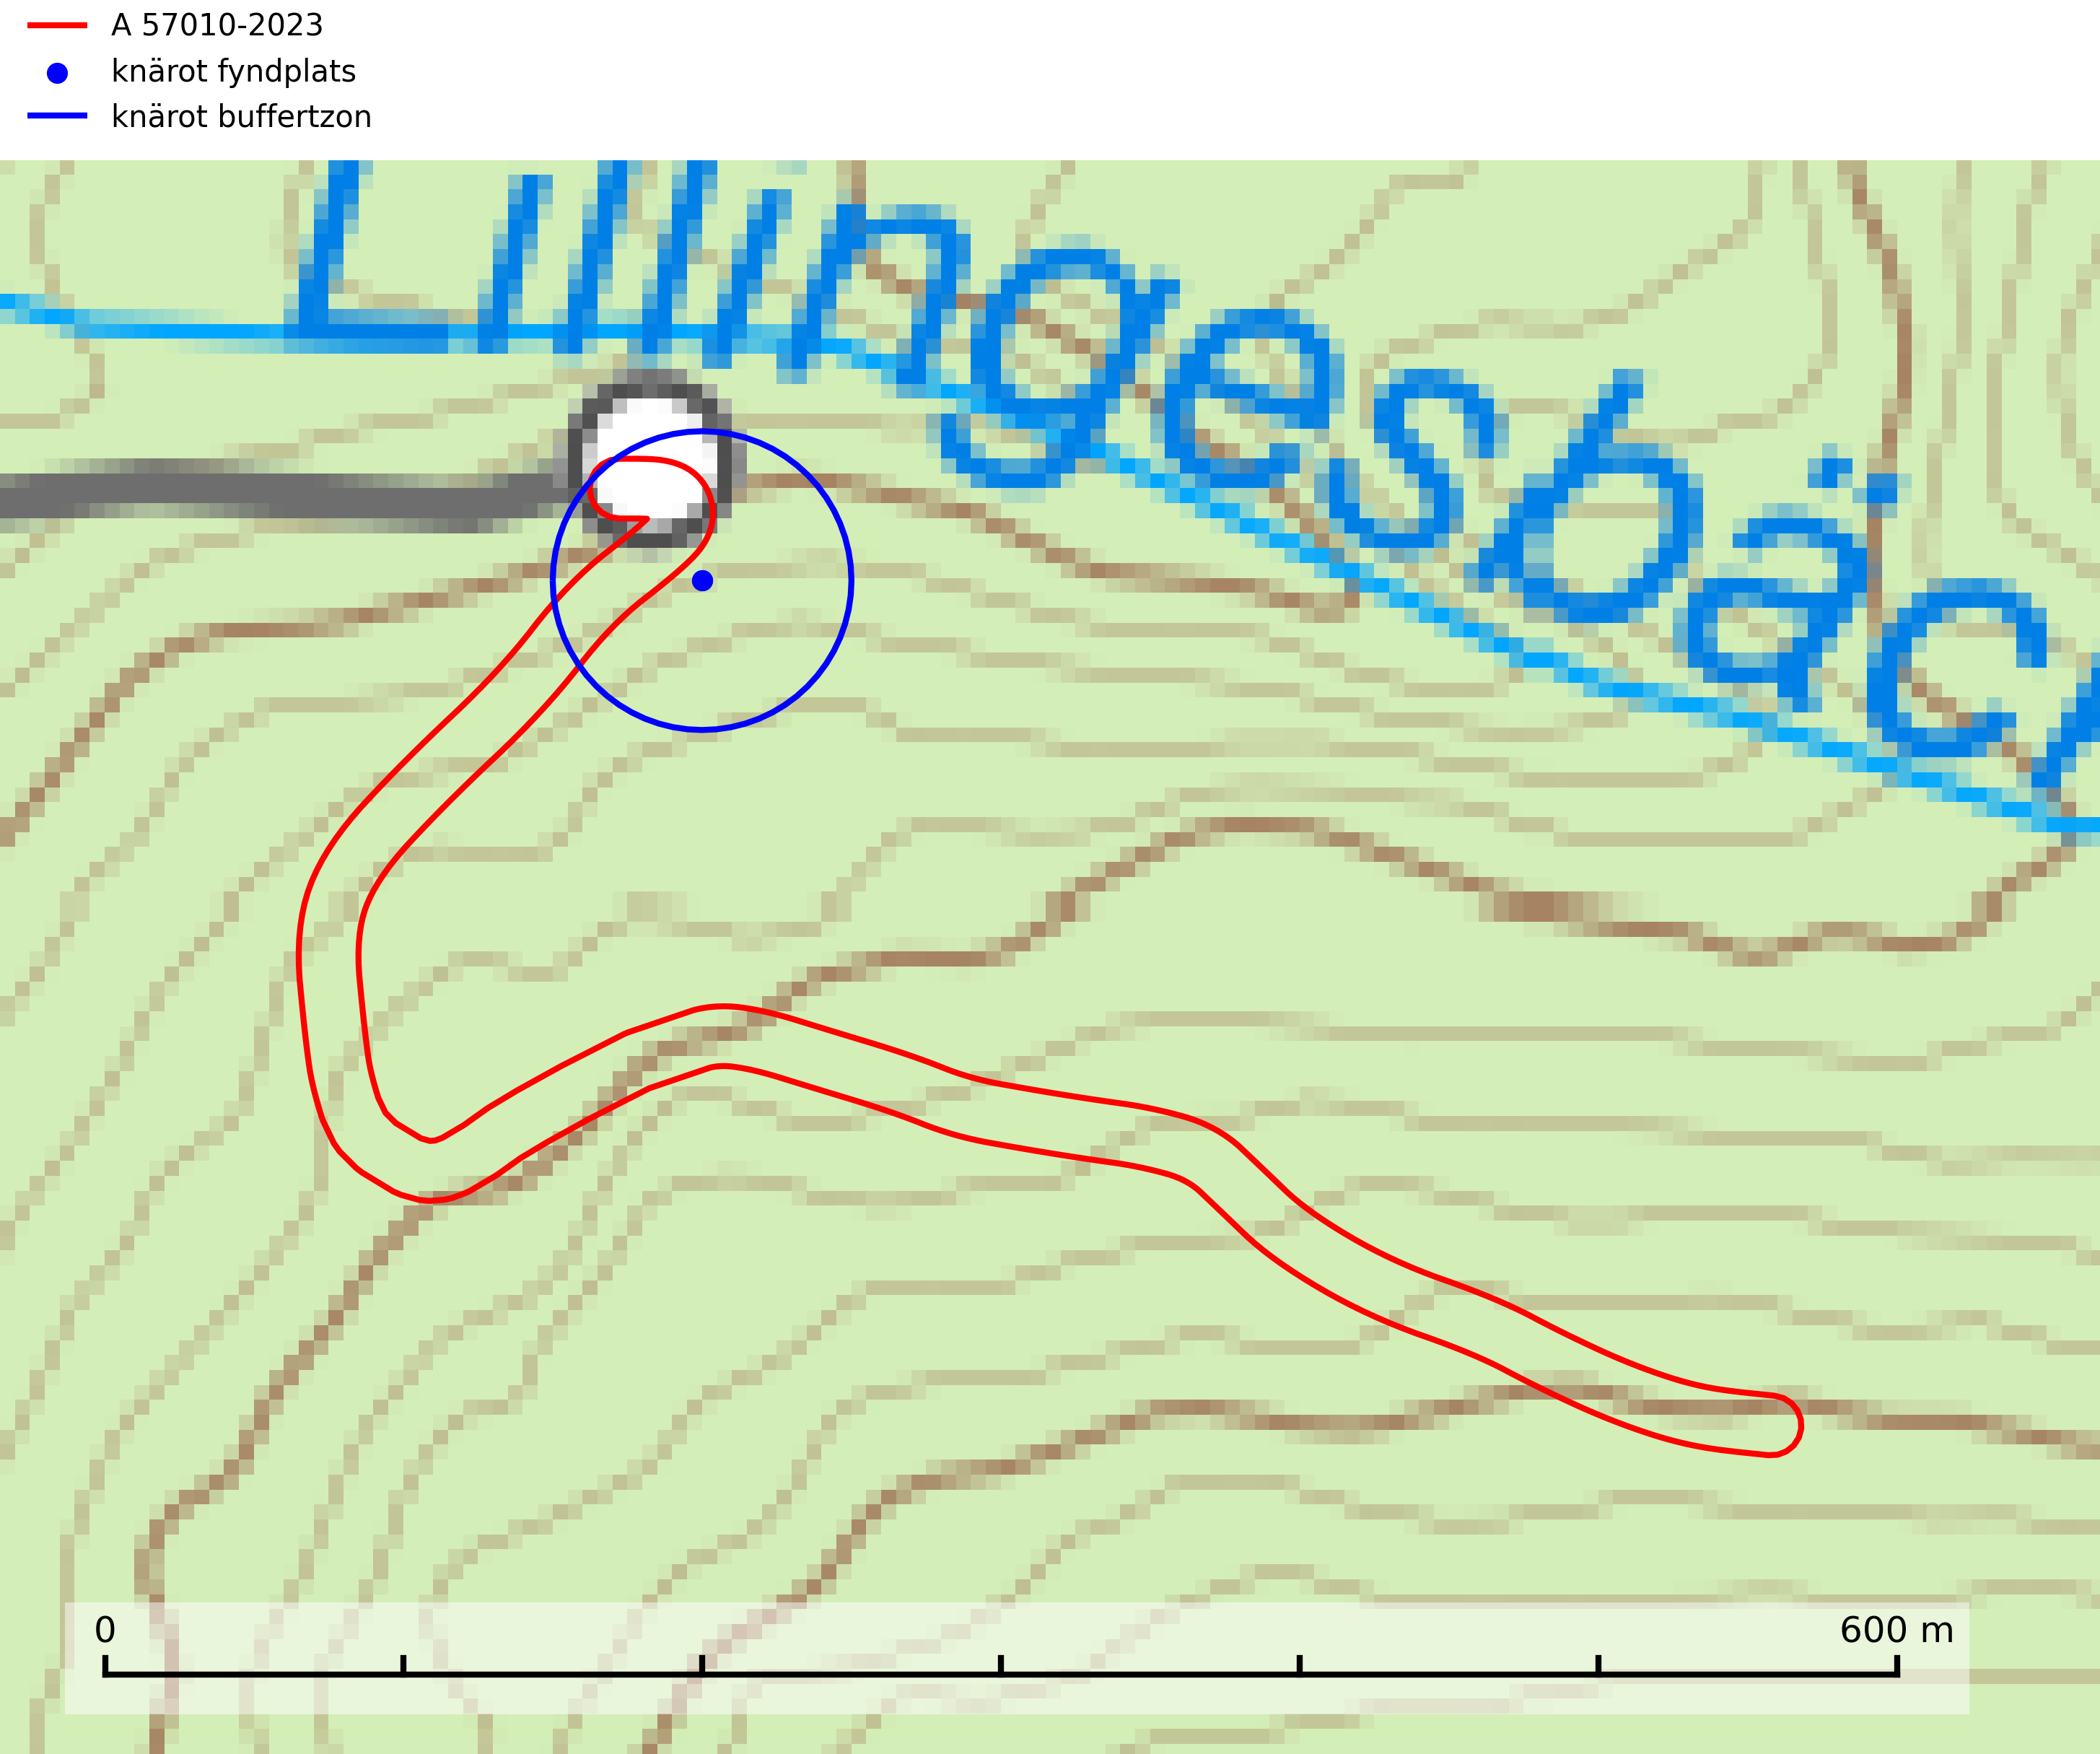 A 57010-2023
knärot fyndplats
knärot buffertzon
Lillingesbäc
0 600 m